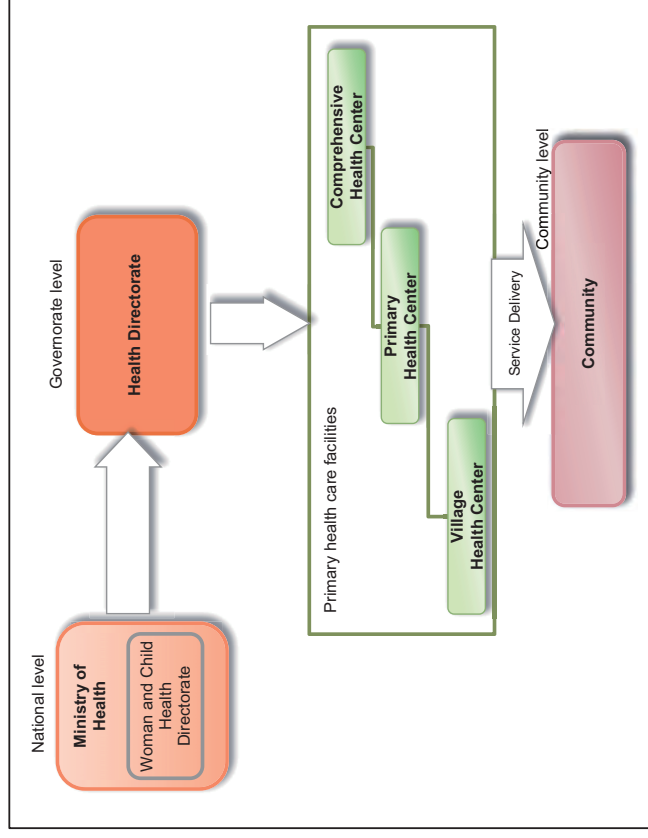 National level
Ministry of
Health
Woman and Child
Health
Directorate
Governorate level
Health Directorate
Primary health care facilities
Comprehensive
Health Center
Primary
Health Center
Village
Health Center
Service Delivery
Community level
Community